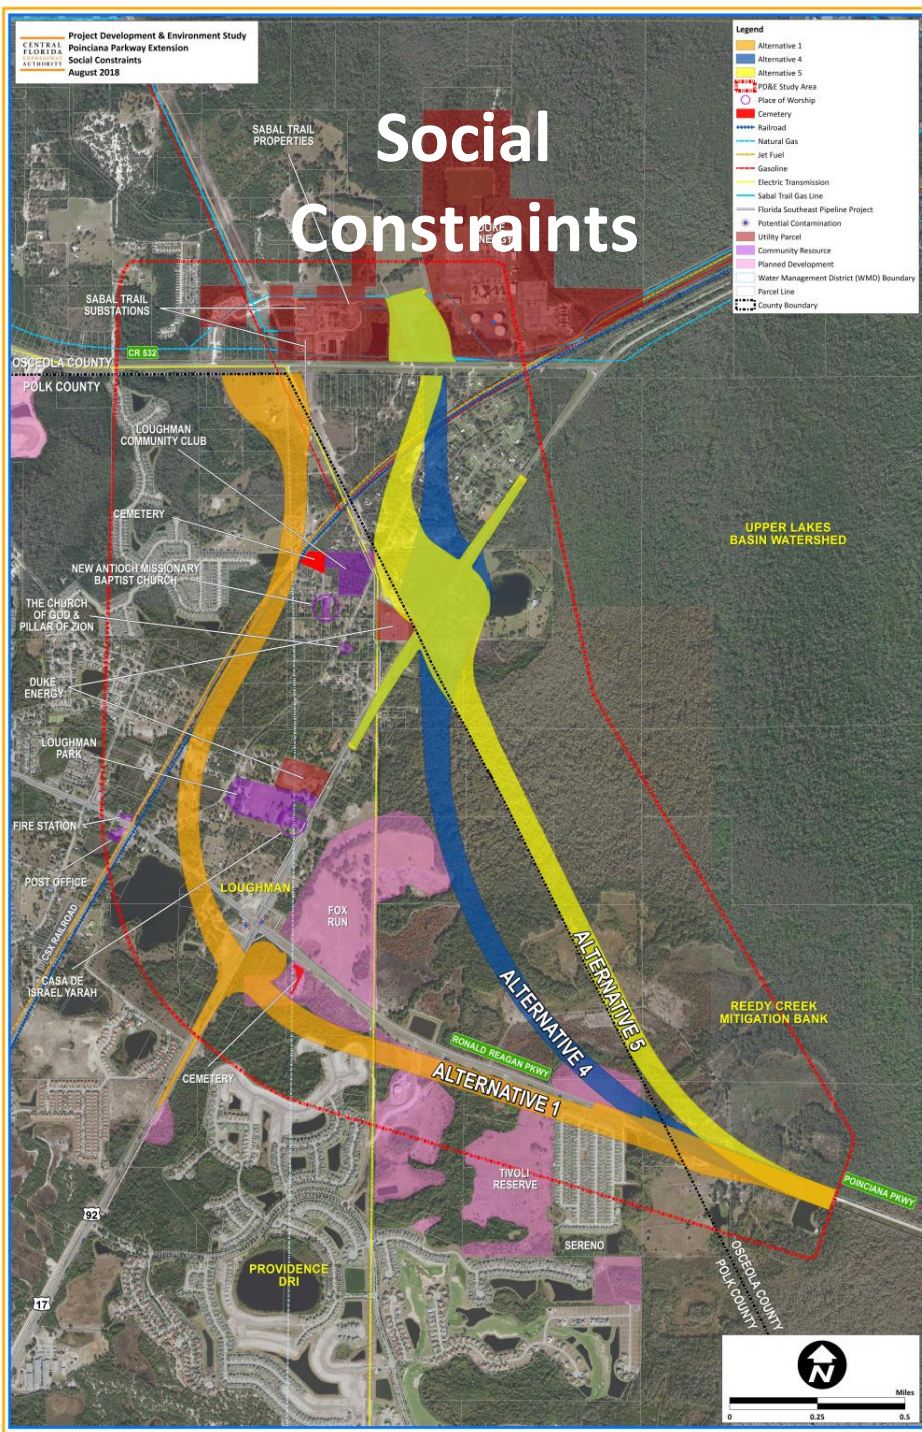 CENTRAL
FLORIDA
EXPRESSWAY
AUTHORITY
Project Development & Environment Study
Poinciana Parkway Extension
Social Constraints
August 2018
Social
Constraints
Legend
Alternative 1
Alternative 4
Alternative 5
PD&E Study Area
Place of Worship
Cemetery
Railroad
Natural Gas
Jet Fuel
Gasoline
Electric Transmission
Sabal Trail Gas Line
Florida Southeast Pipeline Project
Potential Contamination
Utility Parcel
Community Resource
Planned Development
Water Management District (WMD) Boundary
Parcel Line
County Boundary
SABAL TRAIL
PROPERTIES
DUKE
ENERGY
SABAL TRAIL
SUBSTATIONS
CR 532
OSCEOLA COUNTY
POLK COUNTY
LOUGHMAN
COMMUNITY CLUB
CEMETERY
NEW ANTIOCH MISSIONARY
BAPTIST CHURCH
THE CHURCH
OF GOD &
PILLAR OF ZION
DUKE
ENERGY
LOUGHMAN
PARK
FIRE STATION
POST OFFICE
CSX RAILROAD
CASA DE
ISRAEL YARAH
CEMETERY
LOUGHMAN
FOX
RUN
UPPER LAKES
BASIN WATERSHED
REEDY CREEK
MITIGATION BANK
ALTERNATIVE 5
ALTERNATIVE 4
RONALD REAGAN PKWY
ALTERNATIVE 1
POINCIANA PKWY
TIVOLI
RESERVE
SERENO
OSCEOLA COUNTY
POLK COUNTY
PROVIDENCE
DRI
92
17
N
Miles
0 0.25 0.5